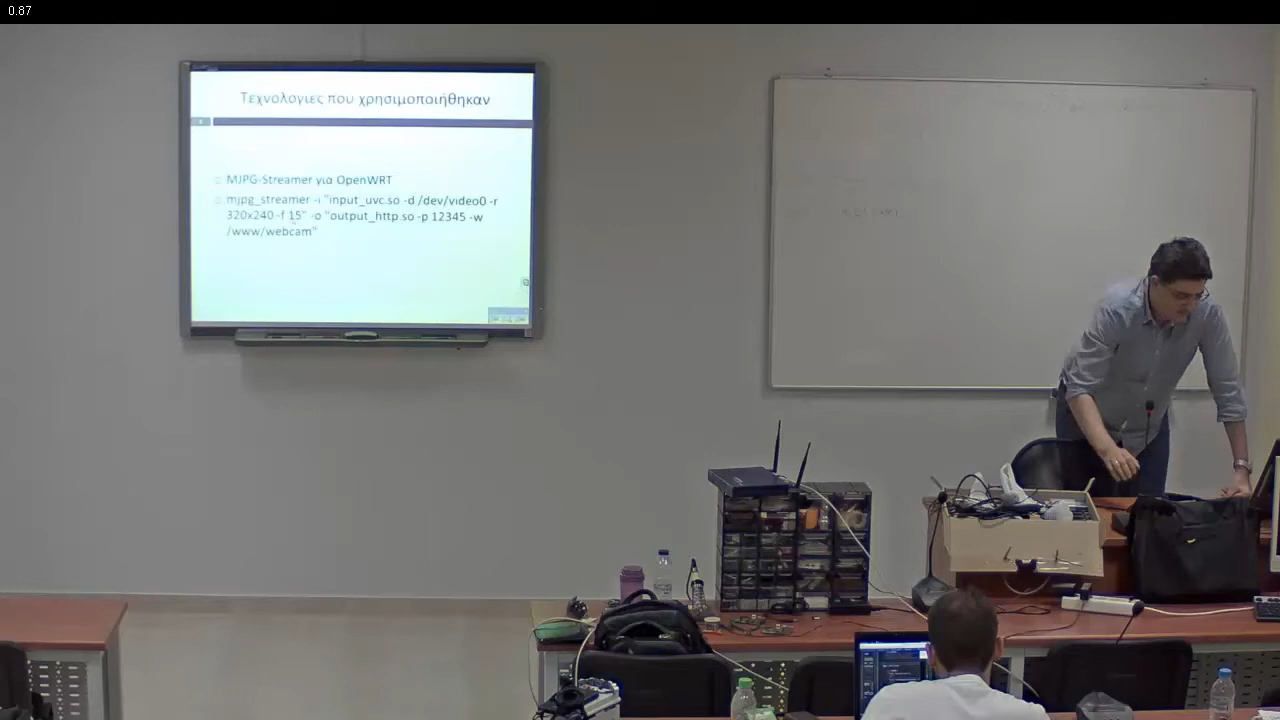 0.87
Τεχνολογιες που χρησιμοποιήθηκαν
MJPG-Streamer για OpenWRT
mjpg_streamer -i "input_uvc.so -d /dev/video0 -r
320x240 -f 15" -o "output_http.so -p 12345 -w
/www/webcam"